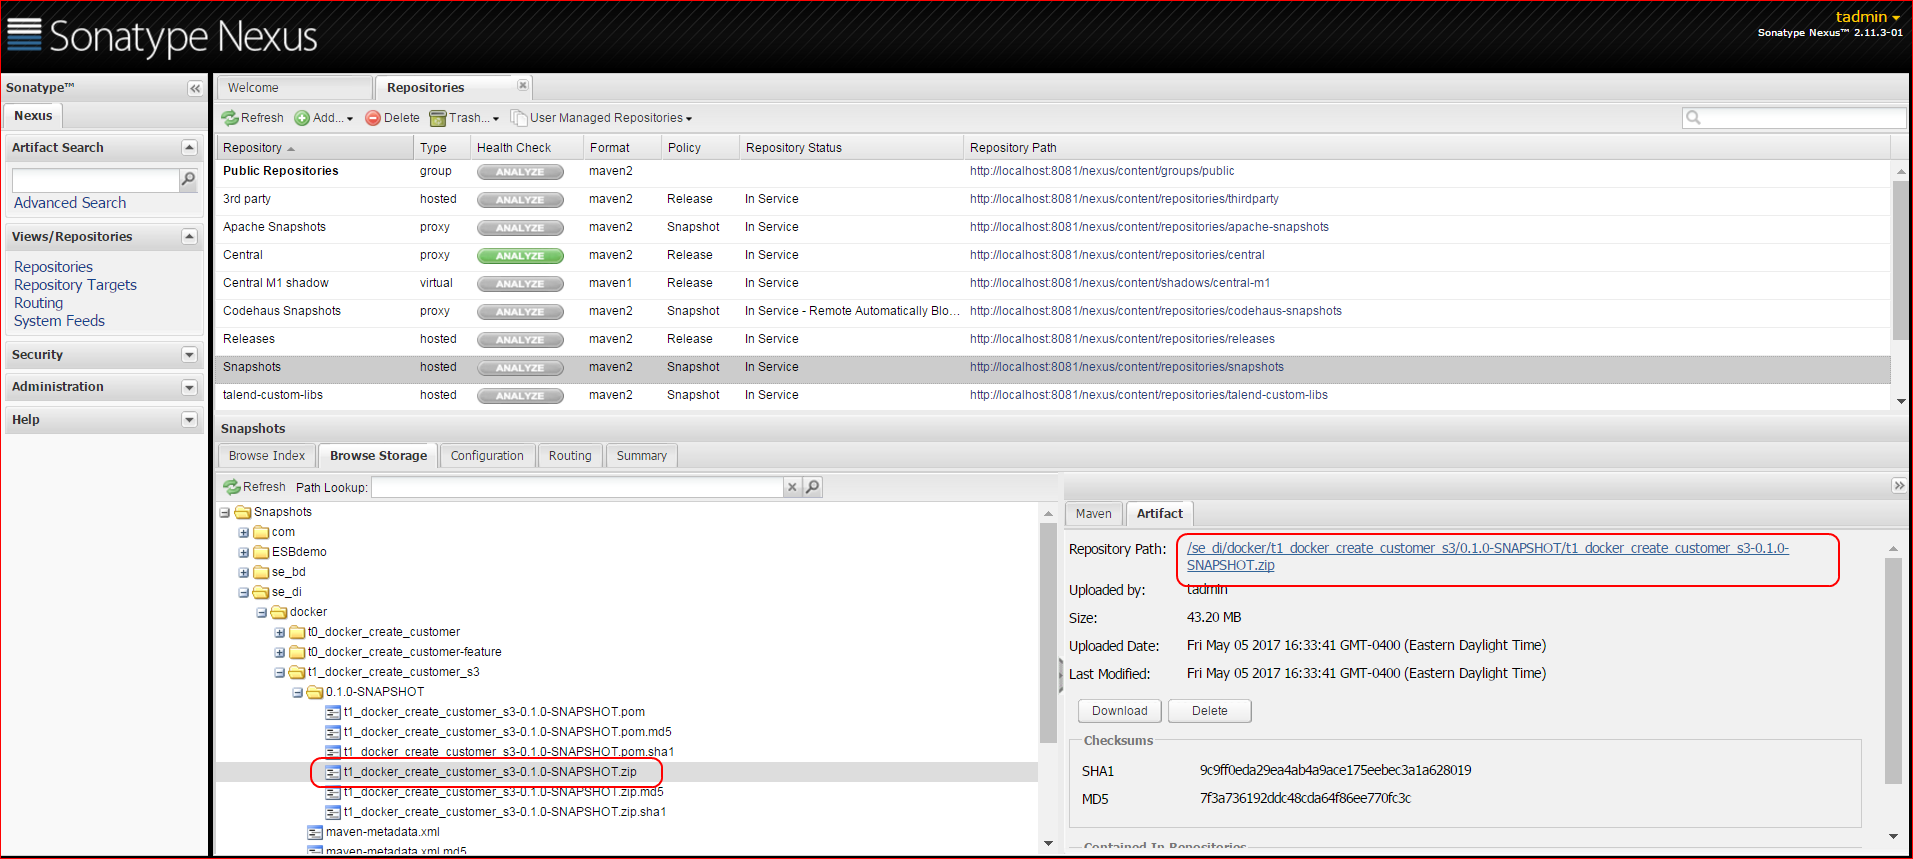 Sonatype Nexus
tadmin
Sonatype Nexus™ 2.11.3-01
Sonatype™
Nexus
Artifact Search
Advanced Search
Views/Repositories
Repositories
Repository Targets
Routing
System Feeds
Security
Administration
Help
Welcome
Repositories
Refresh Add... Delete Trash... User Managed Repositories
Repository Type Health Check Format Policy Repository Status Repository Path
Public Repositories group ANALYZE maven2 http://localhost:8081/nexus/content/groups/public
3rd party hosted ANALYZE maven2 Release In Service http://localhost:8081/nexus/content/repositories/thirdparty
Apache Snapshots proxy ANALYZE maven2 Snapshot In Service http://localhost:8081/nexus/content/repositories/apache-snapshots
Central proxy ANALYZE maven2 Release In Service http://localhost:8081/nexus/content/repositories/central
Central M1 shadow virtual ANALYZE maven1 Release In Service http://localhost:8081/nexus/content/shadows/central-m1
Codehaus Snapshots proxy ANALYZE maven2 Snapshot In Service - Remote Automatically Blo... http://localhost:8081/nexus/content/repositories/codehaus-snapshots
Releases hosted ANALYZE maven2 Release In Service http://localhost:8081/nexus/content/repositories/releases
Snapshots hosted ANALYZE maven2 Snapshot In Service http://localhost:8081/nexus/content/repositories/snapshots
talend-custom-libs hosted ANALYZE maven2 Snapshot In Service http://localhost:8081/nexus/content/repositories/talend-custom-libs
Snapshots
Browse Index Browse Storage Configuration Routing Summary
Refresh Path Lookup:
Snapshots
com
ESBdemo
se_bd
se_di
docker
t0_docker_create_customer
t0_docker_create_customer-feature
t1_docker_create_customer_s3
0.1.0-SNAPSHOT
t1_docker_create_customer_s3-0.1.0-SNAPSHOT.pom
t1_docker_create_customer_s3-0.1.0-SNAPSHOT.pom.md5
t1_docker_create_customer_s3-0.1.0-SNAPSHOT.pom.sha1
t1_docker_create_customer_s3-0.1.0-SNAPSHOT.zip
t1_docker_create_customer_s3-0.1.0-SNAPSHOT.zip.md5
t1_docker_create_customer_s3-0.1.0-SNAPSHOT.zip.sha1
maven-metadata.xml
maven-metadata.xml.md5
Maven Artifact
Repository Path: /se_di/docker/t1_docker_create_customer_s3/0.1.0-SNAPSHOT/t1_docker_create_customer_s3-0.1.0-
SNAPSHOT.zip
Uploaded by: tadmin
Size: 43.20 MB
Uploaded Date: Fri May 05 2017 16:33:41 GMT-0400 (Eastern Daylight Time)
Last Modified: Fri May 05 2017 16:33:41 GMT-0400 (Eastern Daylight Time)
Download Delete
Checksums
SHA1 9c9ff0eda29ea4ab4a9ace175eebec3a1a628019
MD5 7f3a736192ddc48cda64f86ee770fc3c
Contained In Repositories